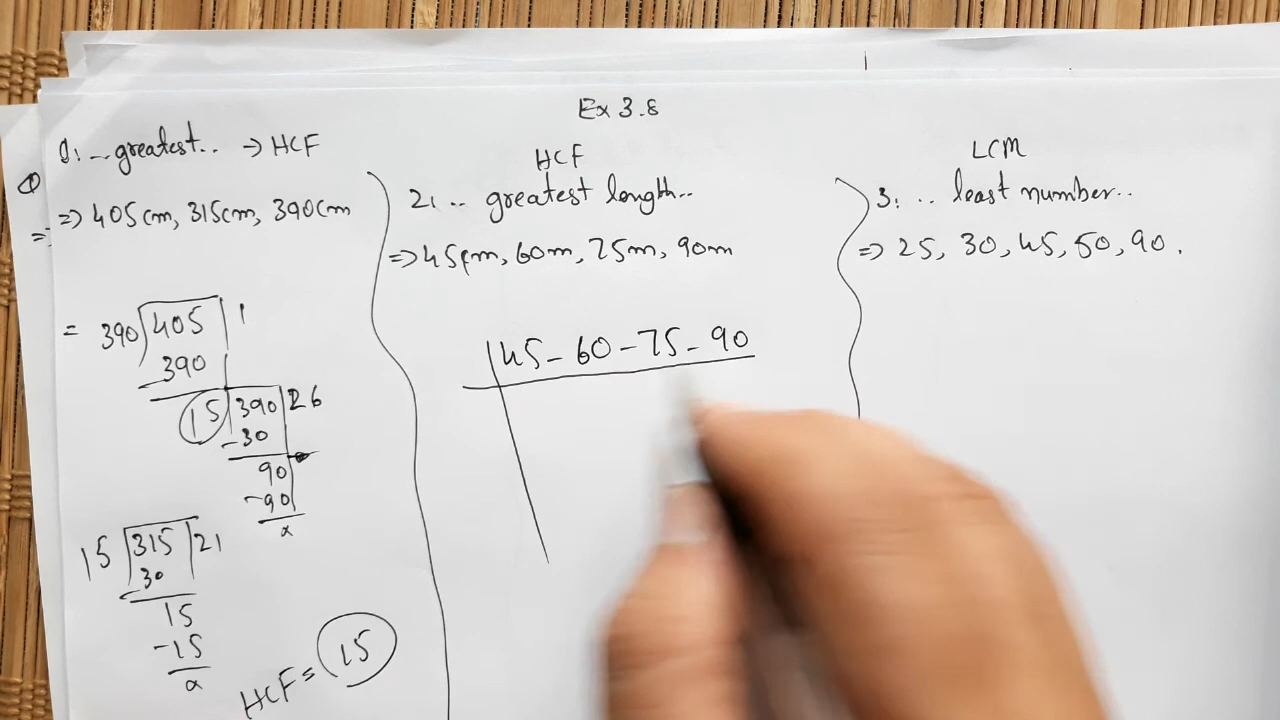 Ex 3.8
Q1 ... greatest.. → HCF
⇒ 405cm, 315cm, 390cm
= 390 405 1
390
15 390 26
-30
90
-90
x
15 315 21
30
15
-15
x
HCF = 15
HCF
2. .. greatest length..
⇒ 45cm, 60m, 75m, 90m
45 - 60 - 75 - 90
LCM
3. .. least number..
⇒ 25, 30, 45, 50, 90.